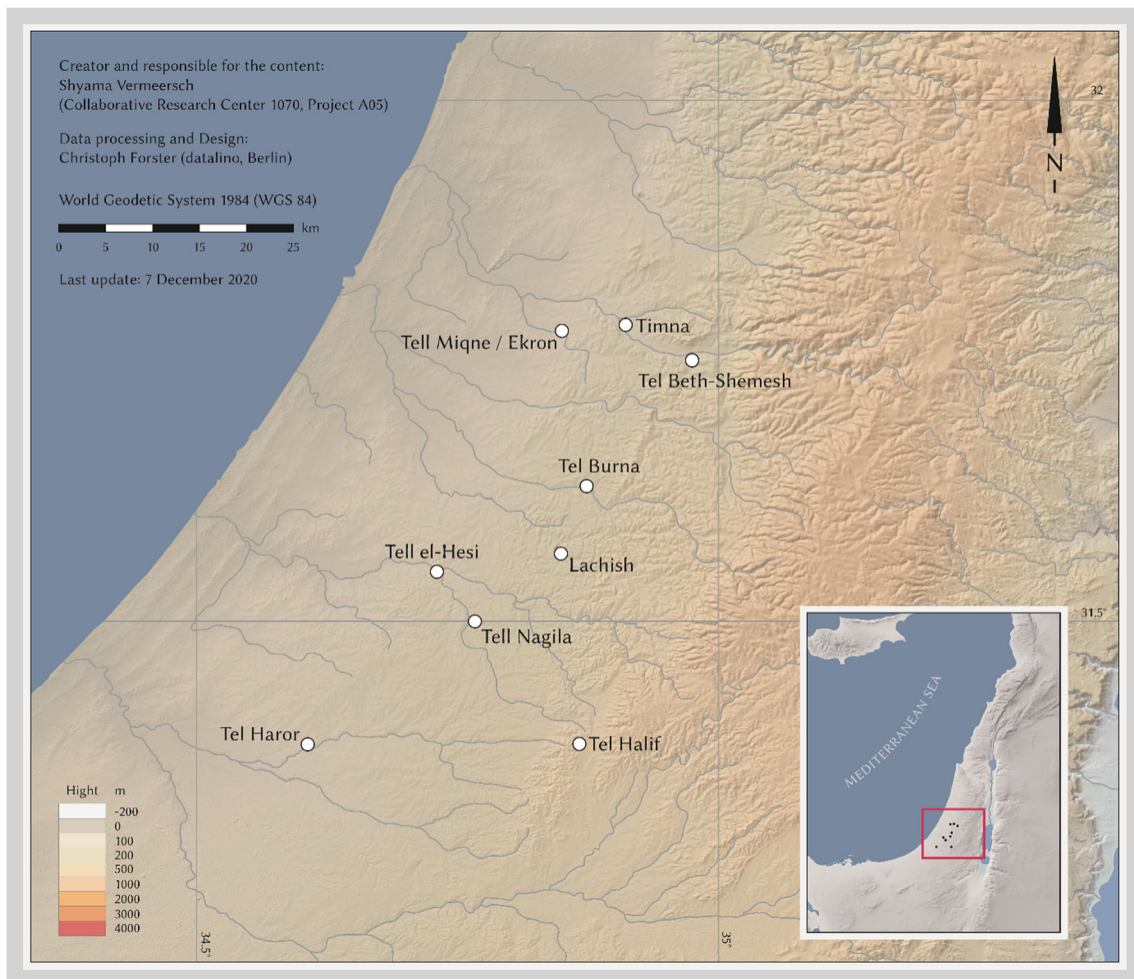 Creator and responsible for the content:
Shyama Vermeersch
(Collaborative Research Center 1070, Project A05)
Data processing and Design:
Christoph Forster (datalino, Berlin)
World Geodetic System 1984 (WGS 84)
km
0 5 10 15 20 25
Last update: 7 December 2020
32
N
Timna
Tell Miqne / Ekron
Tel Beth-Shemesh
Tel Burna
Tell el-Hesi
Lachish
31.5°
Tell Nagila
Tel Haror
Tel Halif
MEDITERRANEAN SEA
Hight m
-200
0
100
200
500
1000
2000
3000
4000
34.5°
35°